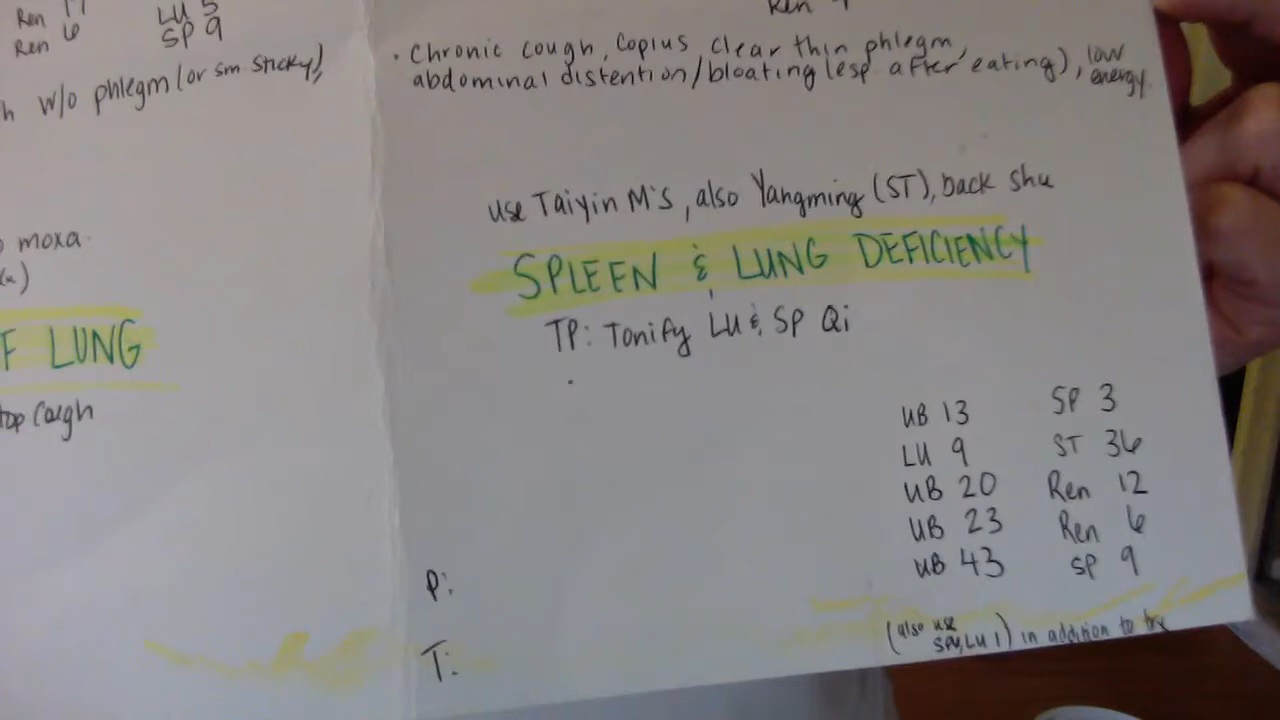 Ren 17 LU 5
Ren 6 SP 9
h w/o phlegm (or sm sticky),
moxa
F LUNG
top cough
• Chronic cough, Copius, clear thin phlegm,
abdominal distention/bloating (esp after eating), low
energy.
use Taiyin M's, also Yangming (ST), back shu
SPLEEN & LUNG DEFICIENCY
TP: Tonify LU & SP Qi
UB 13 SP 3
LU 9 ST 36
UB 20 Ren 12
UB 23 Ren 6
UB 43 SP 9
P:
(also use
LU 1) in addition to
T: